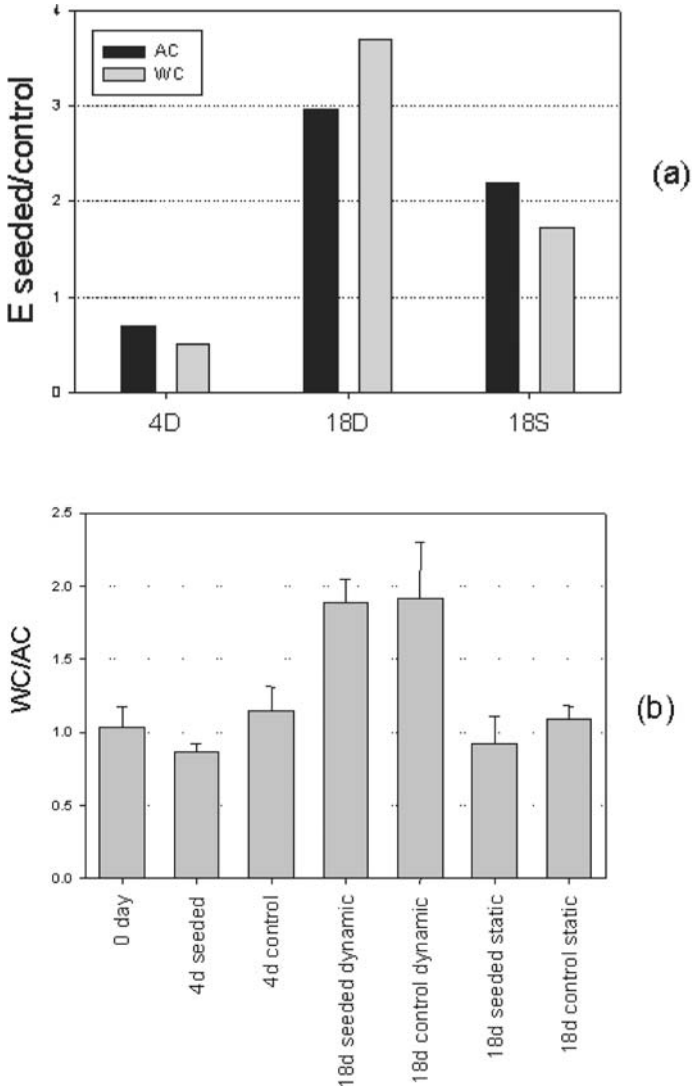 4
AC
WC
3
2
1
0
E seeded/control
4D
18D
18S
(a)
2.5
2.0
1.5
1.0
0.5
0.0
WC/AC
0 day
4d seeded
4d control
18d seeded dynamic
18d control dynamic
18d seeded static
18d control static
(b)